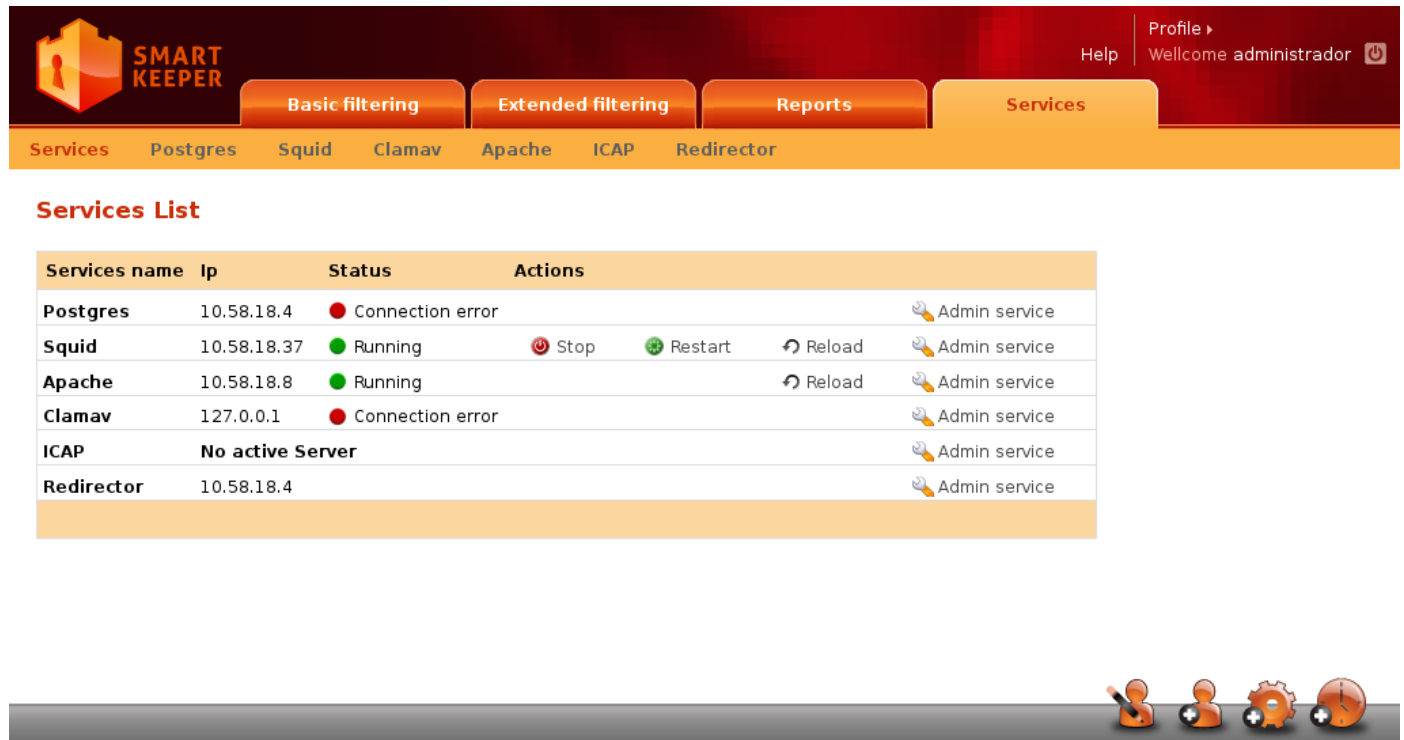 SMART
KEEPER
Profile
Help
Wellcome administrador
Basic filtering Extended filtering Reports Services
Services Postgres Squid Clamav Apache ICAP Redirector
Services List
Services name Ip Status Actions
Postgres 10.58.18.4 Connection error Admin service
Squid 10.58.18.37 Running Stop Restart Reload Admin service
Apache 10.58.18.8 Running Reload Admin service
Clamav 127.0.0.1 Connection error Admin service
ICAP No active Server Admin service
Redirector 10.58.18.4 Admin service